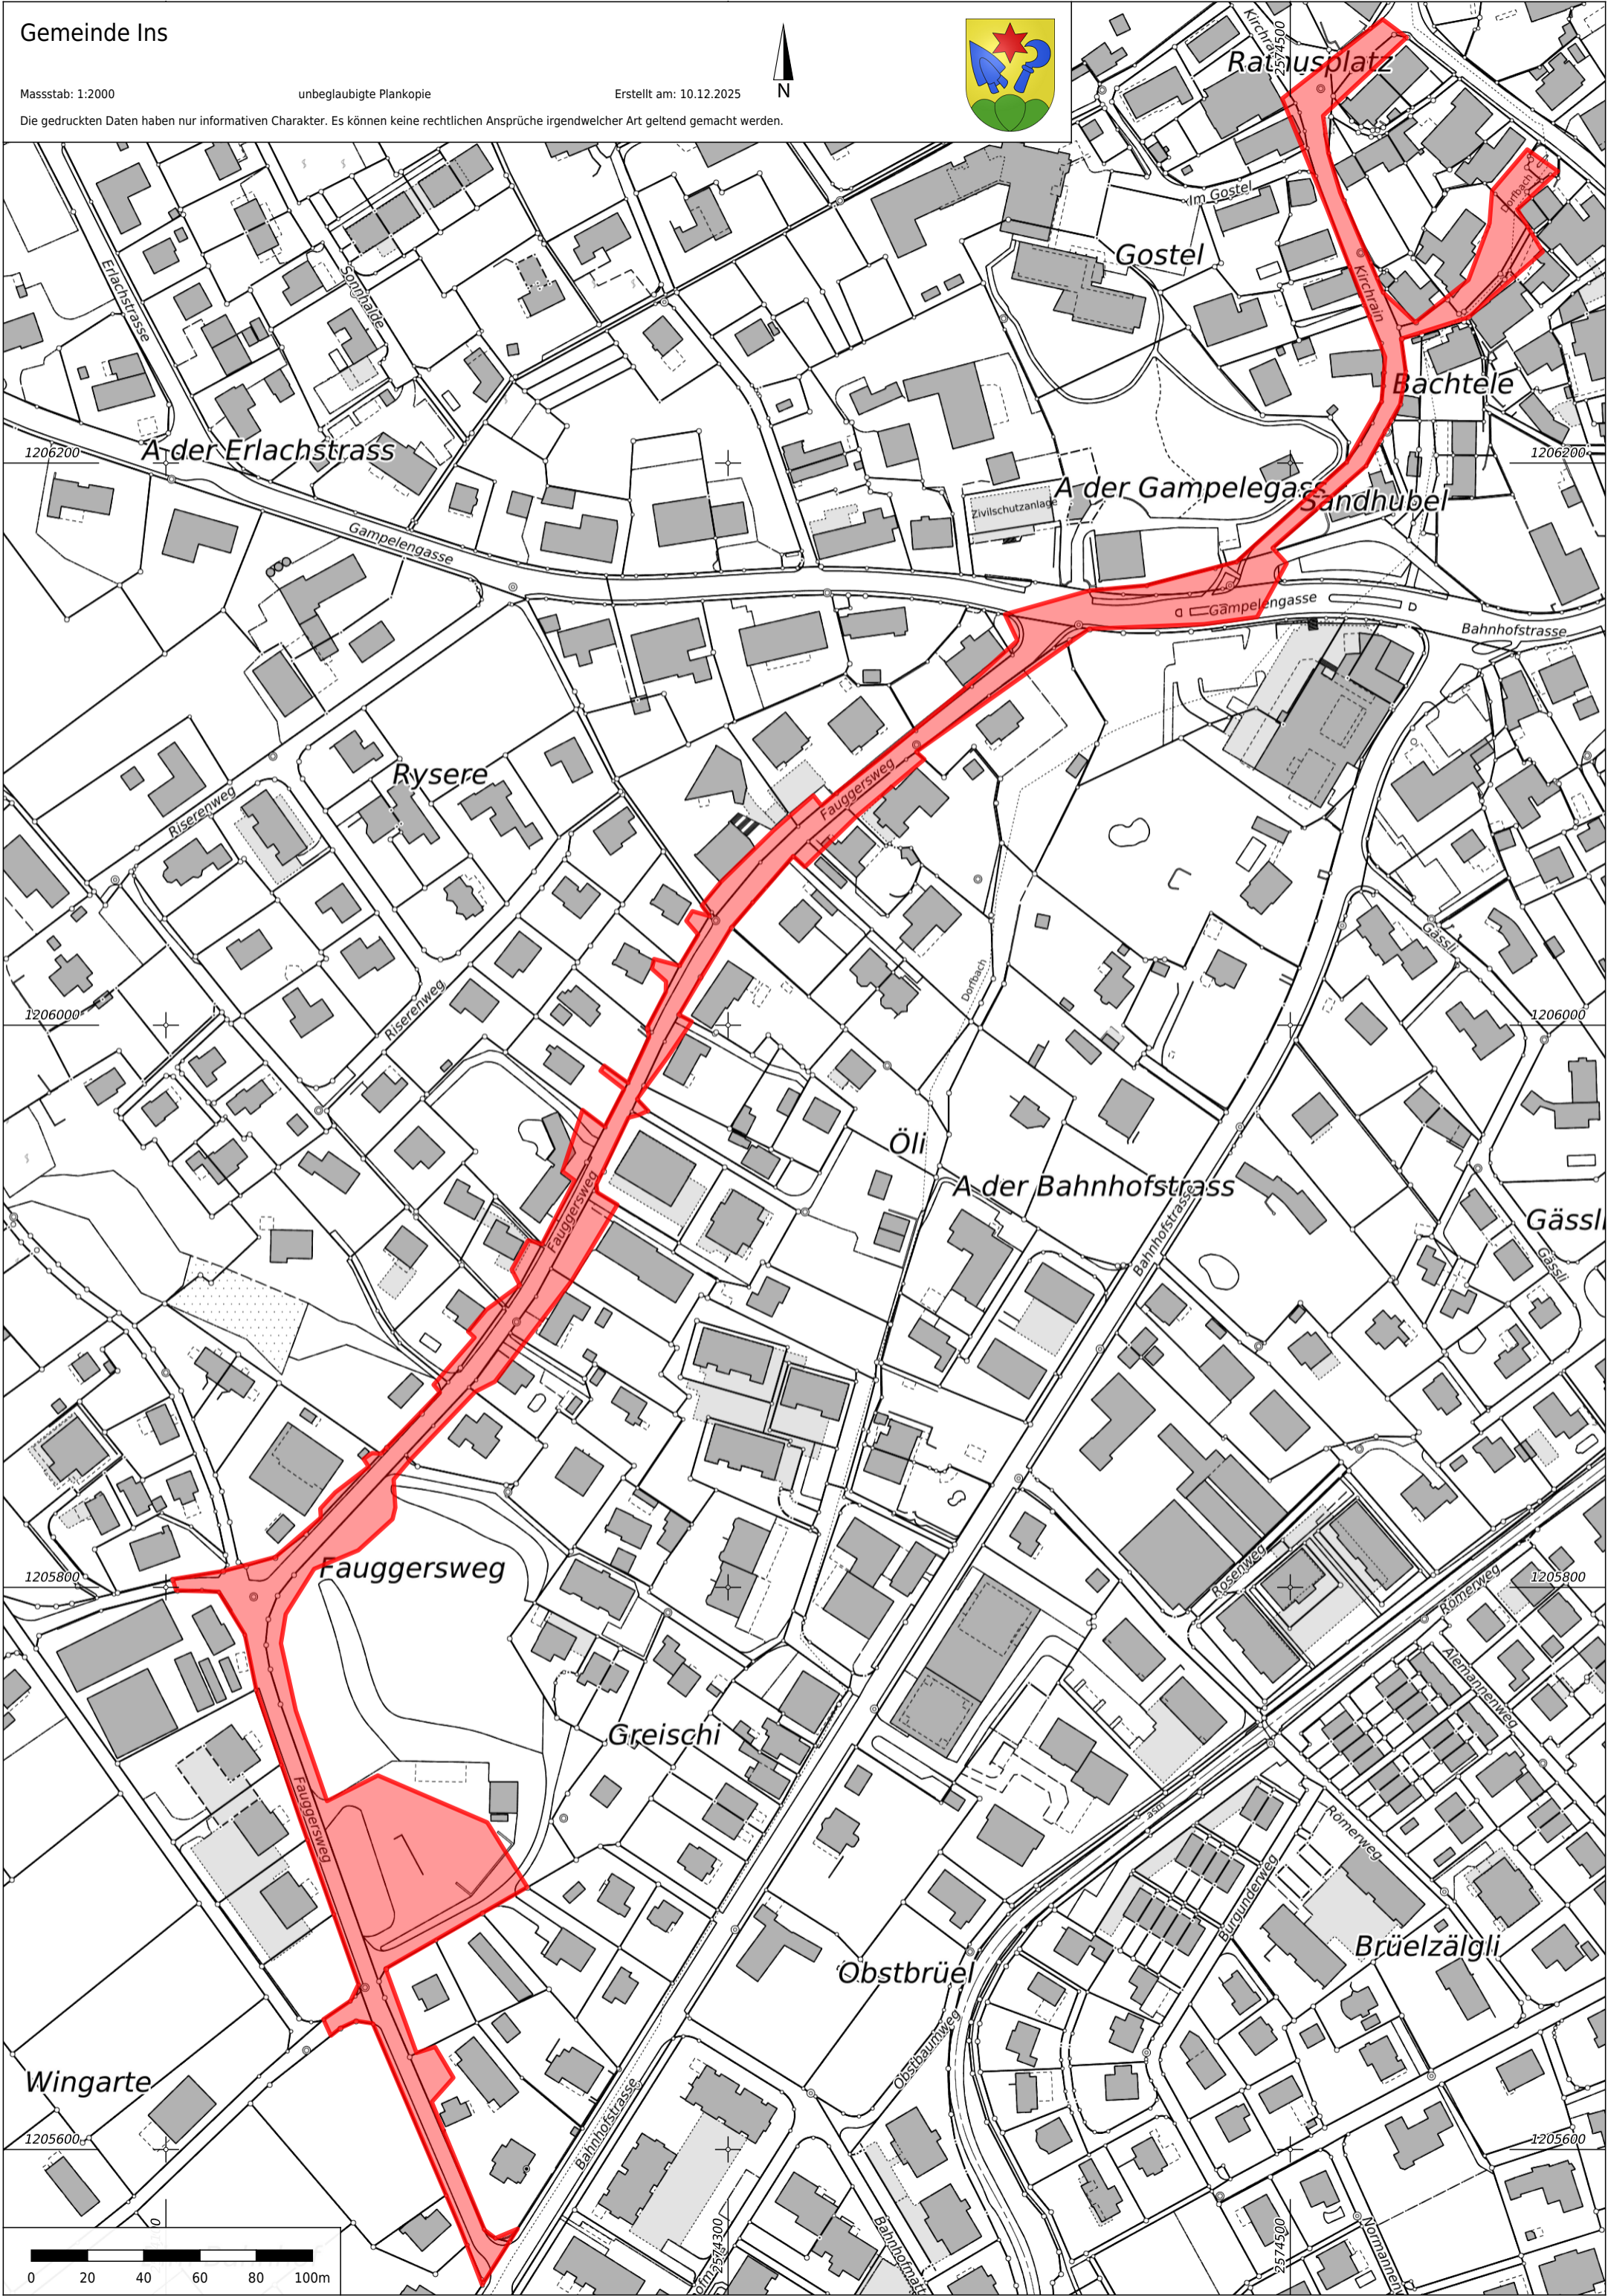 Gemeinde Ins
Massstab: 1:2000
unbeglaubigte Plankopie
Erstellt am: 10.12.2025
N
Die gedruckten Daten haben nur informativen Charakter. Es können keine rechtlichen Ansprüche irgendwelcher Art geltend gemacht werden.
2574500
Rathusplatz
Dorfbach
Im Gostel
Gostel
Kirchrain
Erlachstrasse
Sonnhalde
Bachtele
A der Erlachstrass
1206200
1206200
A der Gampelegass
Sandhubel
Zivilschutzanlage
Gampelengasse
Gampelengasse
Bahnhofstrasse
Rysere
Riserenweg
Fauggersweg
Gässli
Dorfbach
Riserenweg
1206000
1206000
Öli
A der Bahnhofstrass
Bahnhofstrasse
Fauggersweg
Gässli
Gässli
Fauggersweg
1205800
1205800
Rosenweg
Römerweg
Alemannenweg
Greischi
Fauggersweg
asm
Römerweg
Burgunderweg
Brüelzälgli
Obstbrüel
Obstbaumweg
Wingarte
Bahnhofstrasse
1205600
1205600
2574300
2574500
0 20 40 60 80 100m